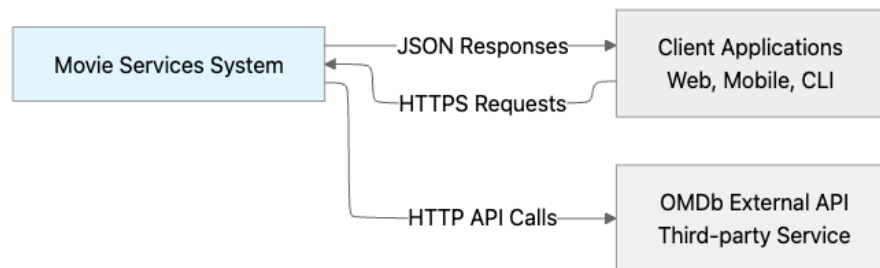 Movie Services System
JSON Responses
HTTPS Requests
HTTP API Calls
Client Applications
Web, Mobile, CLI
OMDb External API
Third-party Service